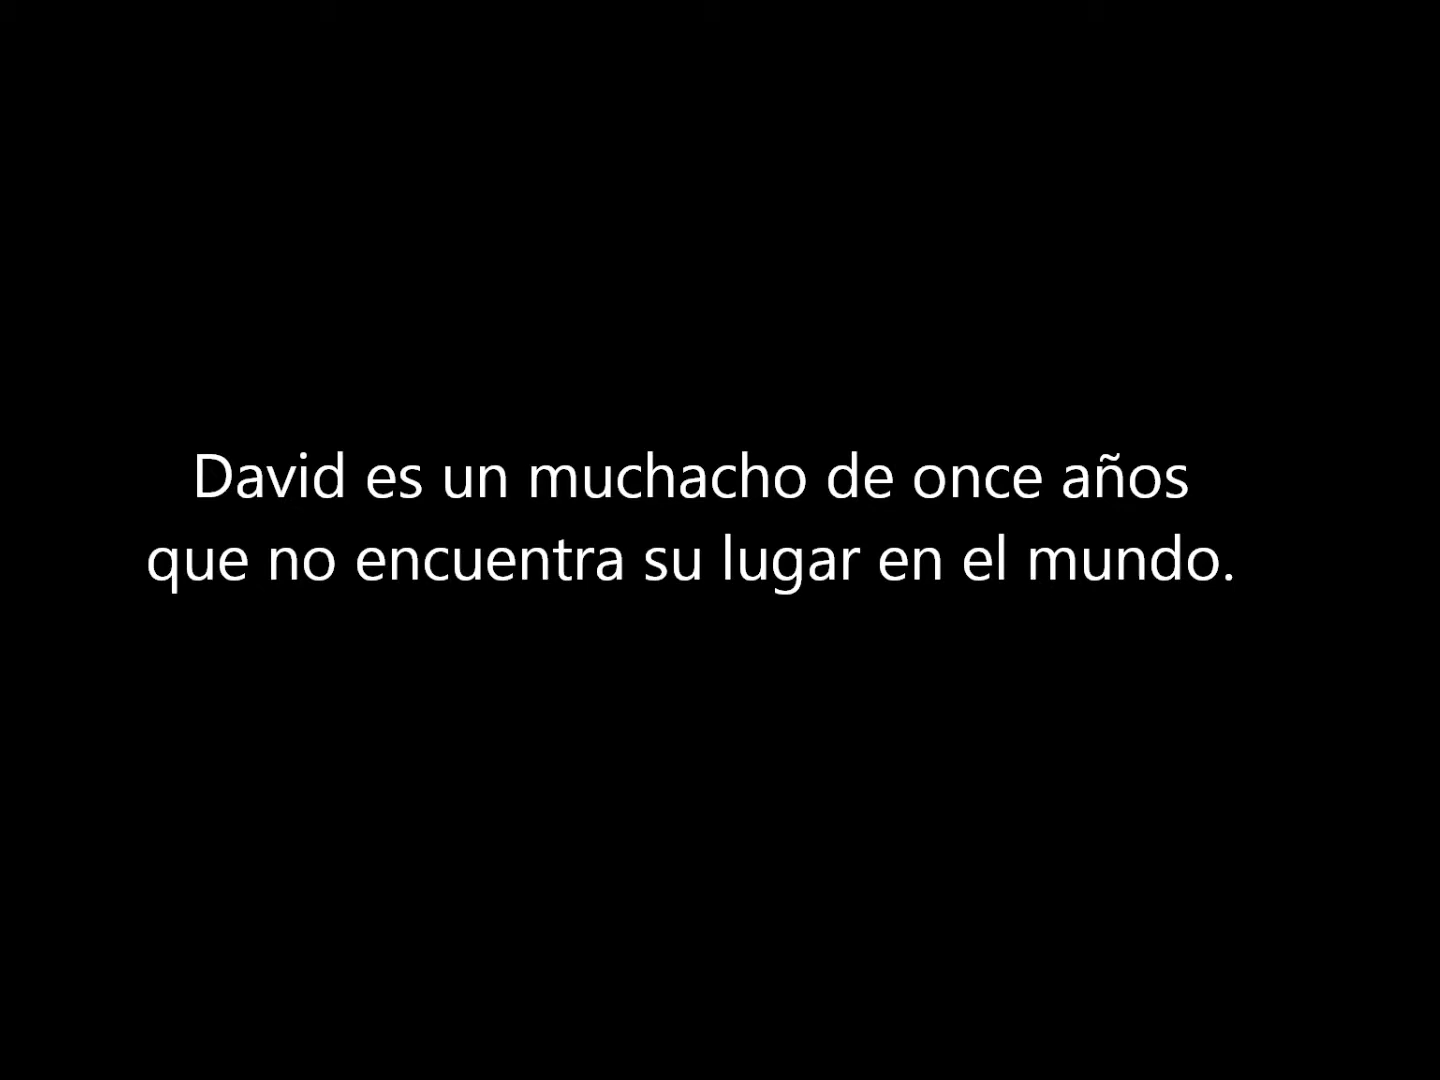 David es un muchacho de once años
que no encuentra su lugar en el mundo.